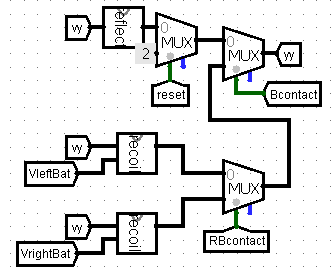 vy
Reflect
0
MUX
2
reset
0
MUX
vy
Bcontact
vy
Recoil
VleftBat
0
MUX
vy
Recoil
VrightBat
RBcontact